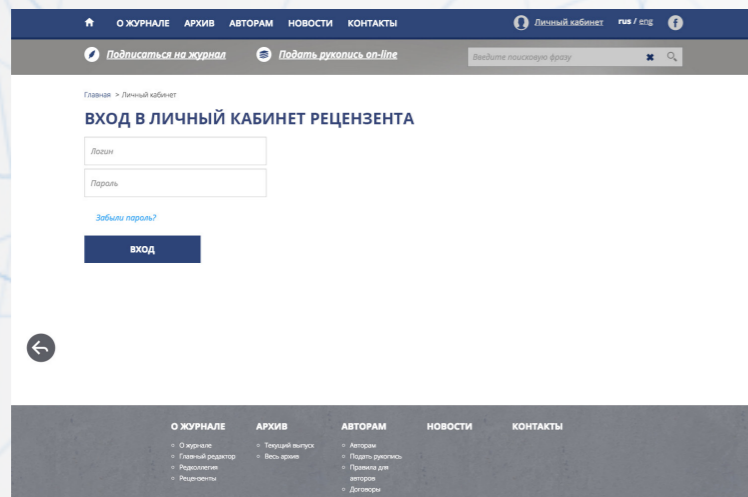 О ЖУРНАЛЕ АРХИВ АВТОРАМ НОВОСТИ КОНТАКТЫ Личный кабинет rus / eng f
Подписаться на журнал Подать рукопись on-line Введите поисковую фразу
Главная > Личный кабинет
ВХОД В ЛИЧНЫЙ КАБИНЕТ РЕЦЕНЗЕНТА
Логин
Пароль
Забыли пароль?
ВХОД
О ЖУРНАЛЕ АРХИВ АВТОРАМ НОВОСТИ КОНТАКТЫ
О журнале Текущий выпуск Авторам
Главный редактор Весь архив Подать рукопись
Редколлегия Правила для
Рецензенты авторов
Договоры